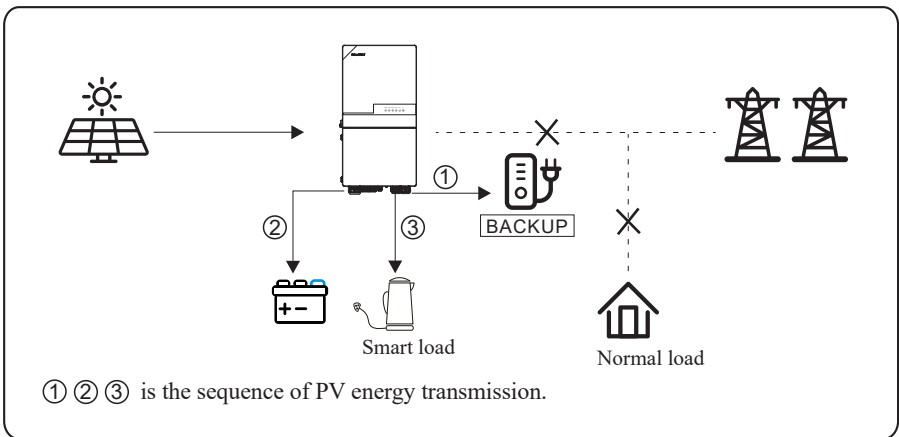 ①
BACKUP
②
③
Smart load
Normal load
① ② ③ is the sequence of PV energy transmission.